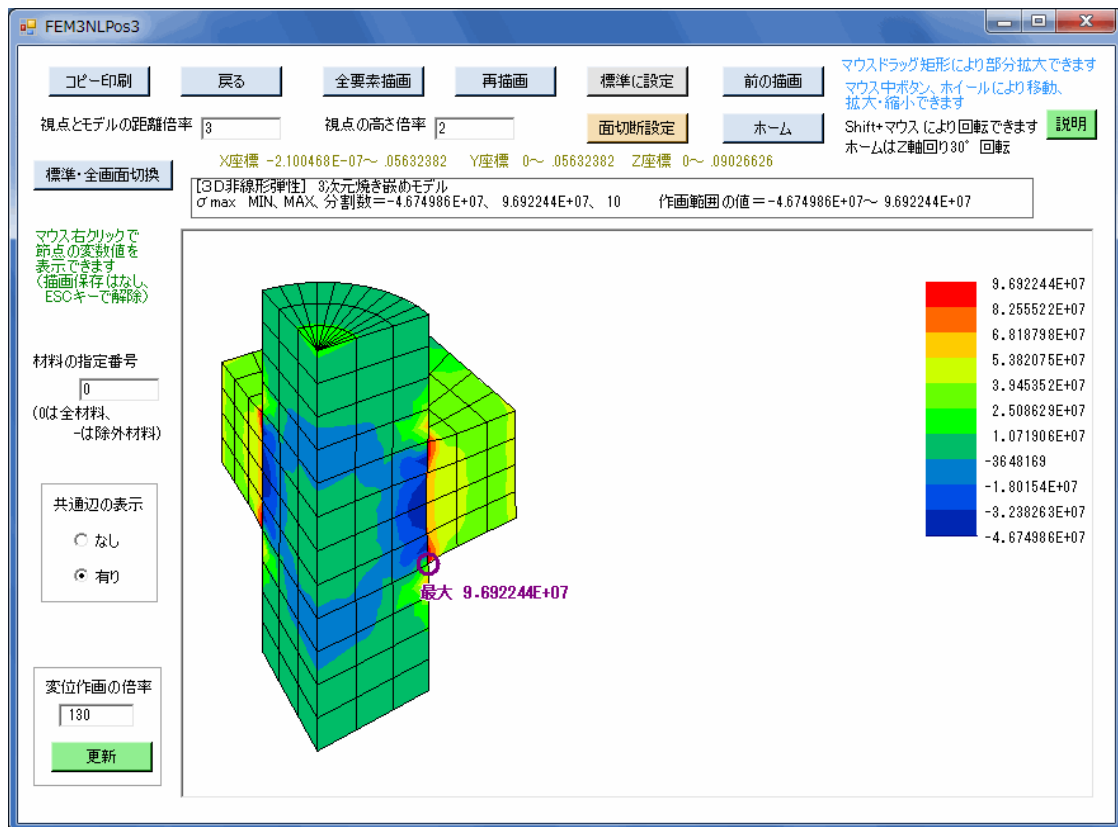 FEM3NLPos3
コピー印刷
戻る
全要素描画
再描画
標準に設定
前の描画
マウスドラッグ矩形により部分拡大できます
マウス中ボタン、ホイールにより移動、
拡大・縮小できます
視点とモデルの距離倍率 3
視点の高さ倍率 2
面切断設定
ホーム
Shift+マウス により回転できます
ホームはZ軸回り30° 回転
説明
標準・全画面切換
X座標 -2.100468E-07～ .05632382 Y座標 0～ .05632382 Z座標 0～ .09026626
[3D非線形弾性] 3次元焼き嵌めモデル
σmax MIN、MAX、分割数＝-4.674986E+07、 9.692244E+07、 10 作画範囲の値＝-4.674986E+07～ 9.692244E+07
マウス右クリックで
節点の変数値を
表示できます
(描画保存はなし、
ESCキーで解除)
材料の指定番号
0
(0は全材料、
-は除外材料)
共通辺の表示
なし
有り
変位作画の倍率
130
更新
最大 9.692244E+07
9.692244E+07
8.255522E+07
6.818798E+07
5.382075E+07
3.945352E+07
2.508629E+07
1.071906E+07
-3648169
-1.80154E+07
-3.238263E+07
-4.674986E+07